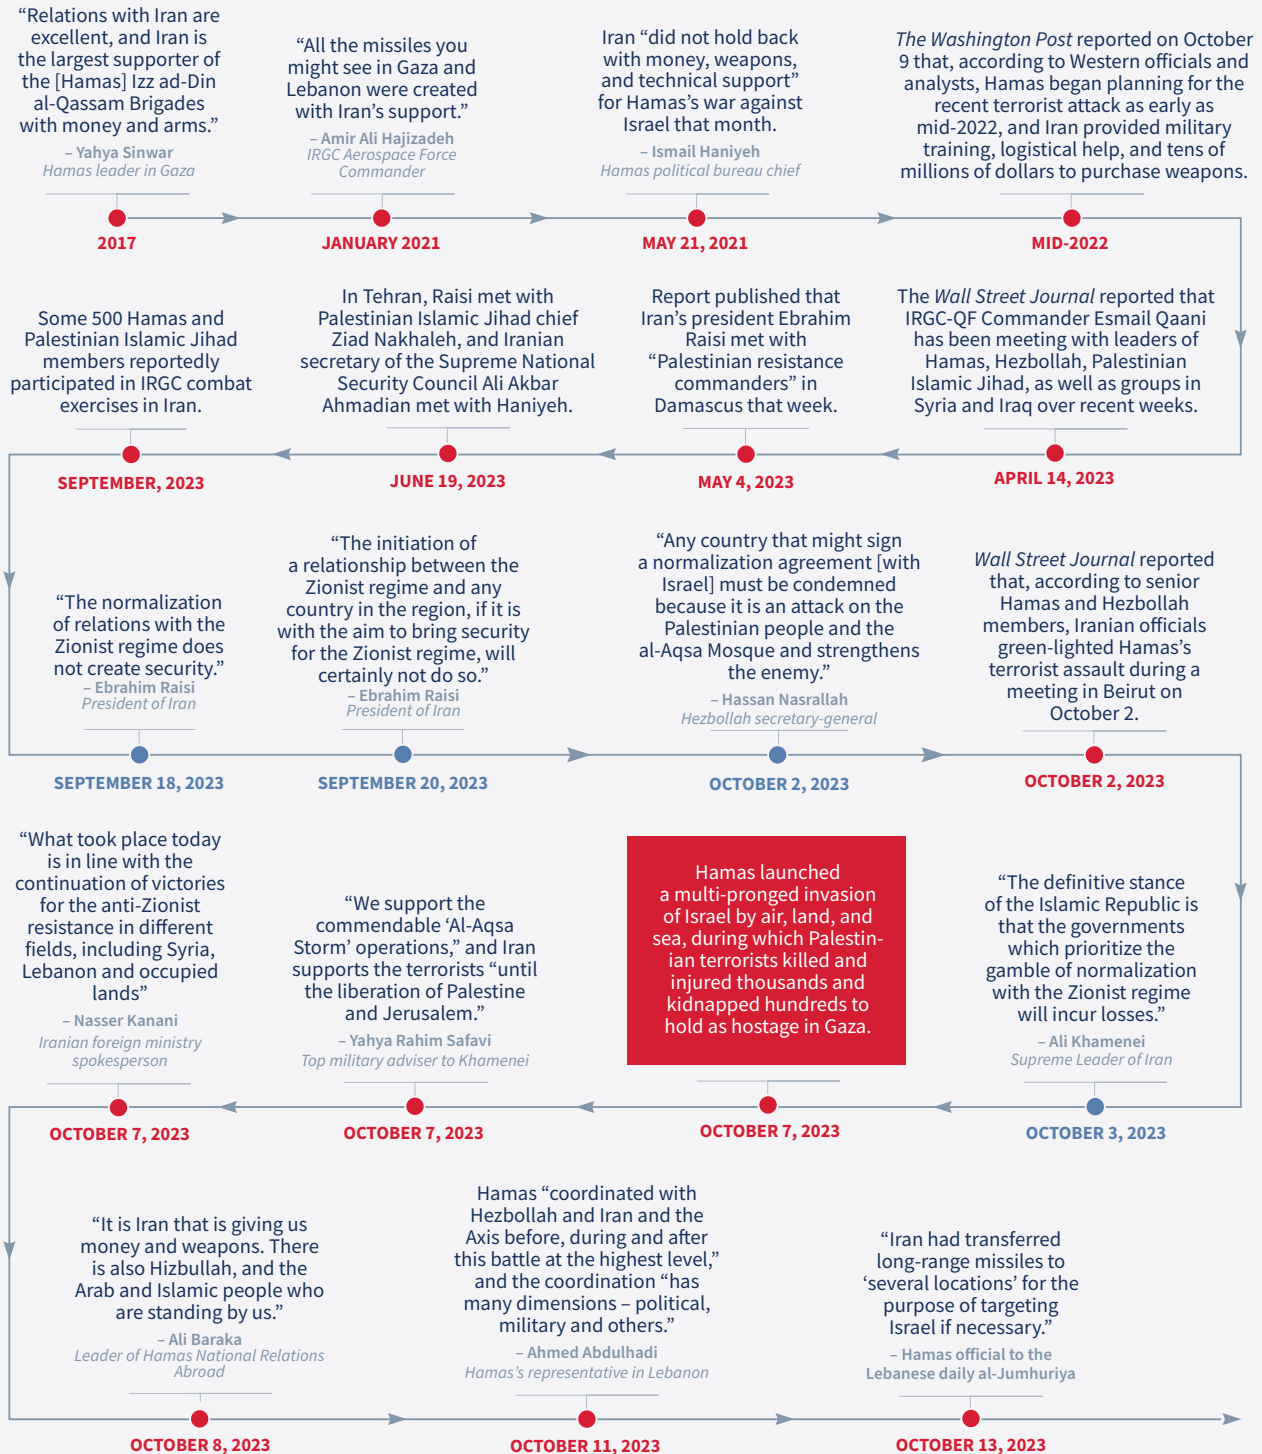 “Relations with Iran are
excellent, and Iran is
the largest supporter of
the [Hamas] Izz ad-Din
al-Qassam Brigades
with money and arms.”
– Yahya Sinwar
Hamas leader in Gaza
2017
“All the missiles you
might see in Gaza and
Lebanon were created
with Iran’s support.”
– Amir Ali Hajizadeh
IRGC Aerospace Force
Commander
JANUARY 2021
Iran “did not hold back
with money, weapons,
and technical support”
for Hamas’s war against
Israel that month.
– Ismail Haniyeh
Hamas political bureau chief
MAY 21, 2021
The Washington Post reported on October
9 that, according to Western officials and
analysts, Hamas began planning for the
recent terrorist attack as early as
mid-2022, and Iran provided military
training, logistical help, and tens of
millions of dollars to purchase weapons.
MID-2022
The Wall Street Journal reported that
IRGC-QF Commander Esmail Qaani
has been meeting with leaders of
Hamas, Hezbollah, Palestinian
Islamic Jihad, as well as groups in
Syria and Iraq over recent weeks.
APRIL 14, 2023
Report published that
Iran’s president Ebrahim
Raisi met with
“Palestinian resistance
commanders” in
Damascus that week.
MAY 4, 2023
In Tehran, Raisi met with
Palestinian Islamic Jihad chief
Ziad Nakhaleh, and Iranian
secretary of the Supreme National
Security Council Ali Akbar
Ahmadian met with Haniyeh.
JUNE 19, 2023
Some 500 Hamas and
Palestinian Islamic Jihad
members reportedly
participated in IRGC combat
exercises in Iran.
SEPTEMBER, 2023
“The normalization
of relations with the
Zionist regime does
not create security.”
– Ebrahim Raisi
President of Iran
SEPTEMBER 18, 2023
“The initiation of
a relationship between the
Zionist regime and any
country in the region, if it is
with the aim to bring security
for the Zionist regime, will
certainly not do so.”
– Ebrahim Raisi
President of Iran
SEPTEMBER 20, 2023
“Any country that might sign
a normalization agreement [with
Israel] must be condemned
because it is an attack on the
Palestinian people and the
al-Aqsa Mosque and strengthens
the enemy.”
– Hassan Nasrallah
Hezbollah secretary-general
OCTOBER 2, 2023
Wall Street Journal reported
that, according to senior
Hamas and Hezbollah
members, Iranian officials
green-lighted Hamas’s
terrorist assault during a
meeting in Beirut on
October 2.
OCTOBER 2, 2023
“The definitive stance
of the Islamic Republic is
that the governments
which prioritize the
gamble of normalization
with the Zionist regime
will incur losses.”
– Ali Khamenei
Supreme Leader of Iran
OCTOBER 3, 2023
Hamas launched
a multi-pronged invasion
of Israel by air, land, and
sea, during which Palestin-
ian terrorists killed and
injured thousands and
kidnapped hundreds to
hold as hostage in Gaza.
OCTOBER 7, 2023
“We support the
commendable ‘Al-Aqsa
Storm’ operations,” and Iran
supports the terrorists “until
the liberation of Palestine
and Jerusalem.”
– Yahya Rahim Safavi
Top military adviser to Khamenei
OCTOBER 7, 2023
“What took place today
is in line with the
continuation of victories
for the anti-Zionist
resistance in different
fields, including Syria,
Lebanon and occupied
lands”
– Nasser Kanani
Iranian foreign ministry
spokesperson
OCTOBER 7, 2023
“It is Iran that is giving us
money and weapons. There
is also Hizbullah, and the
Arab and Islamic people who
are standing by us.”
– Ali Baraka
Leader of Hamas National Relations
Abroad
OCTOBER 8, 2023
Hamas “coordinated with
Hezbollah and Iran and the
Axis before, during and after
this battle at the highest level,”
and the coordination “has
many dimensions – political,
military and others.”
– Ahmed Abdulhadi
Hamas’s representative in Lebanon
OCTOBER 11, 2023
“Iran had transferred
long-range missiles to
‘several locations’ for the
purpose of targeting
Israel if necessary.”
– Hamas official to the
Lebanese daily al-Jumhuriya
OCTOBER 13, 2023